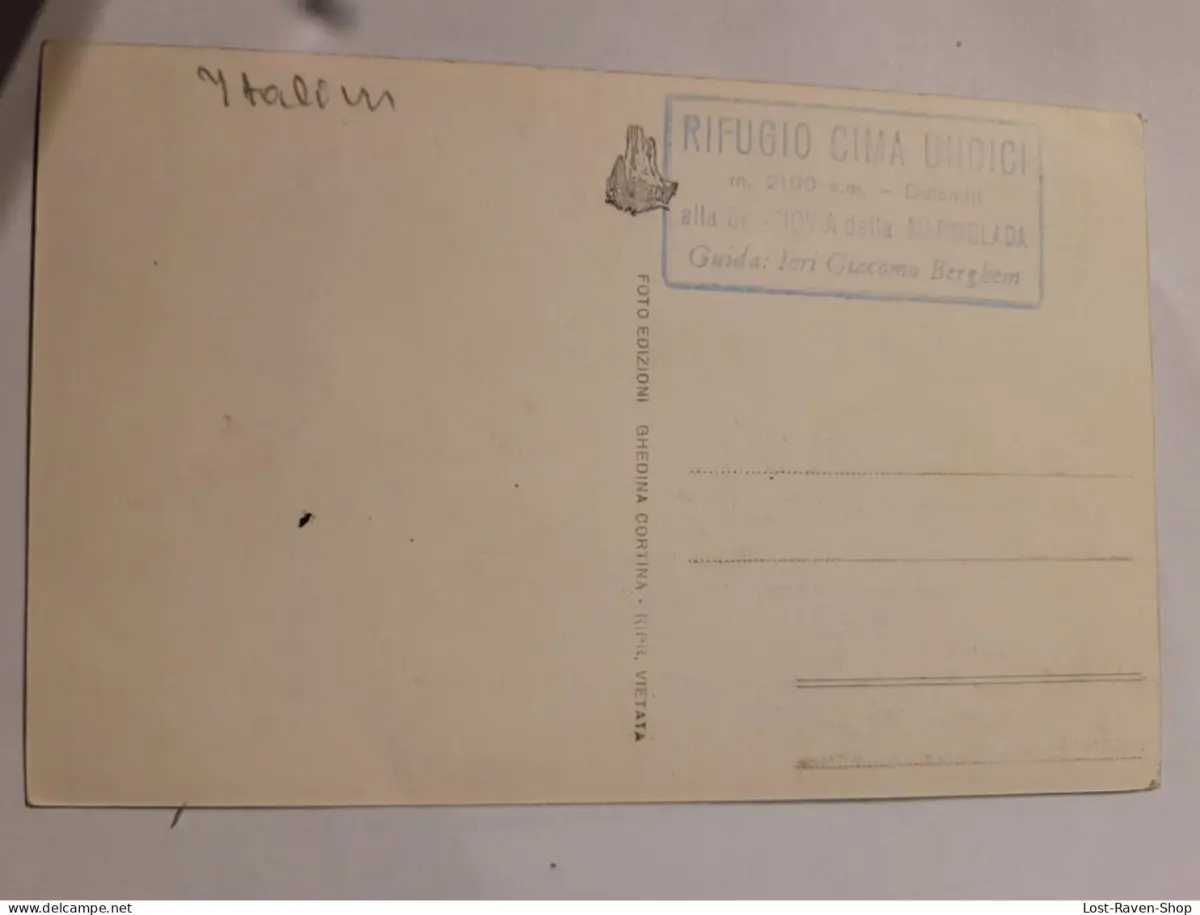 Italien
RIFUGIO CIMA UNDICI
m. 2100 s.m. - Dolomiti
alla della MARMOLADA
Guida: Iori Giacomo Berghem
FOTO EDIZIONI GHEDINA CORTINA - RIPR. VIETATA
www.delcampe.net
Lost-Raven-Shop